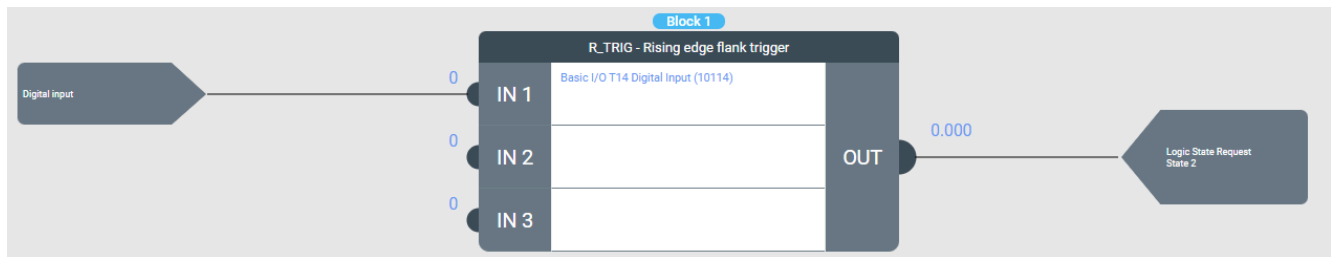 Block 1
R_TRIG - Rising edge flank trigger
Digital input
0
IN 1
Basic I/O T14 Digital Input (10114)
0
IN 2
OUT
0.000
Logic State Request
State 2
0
IN 3